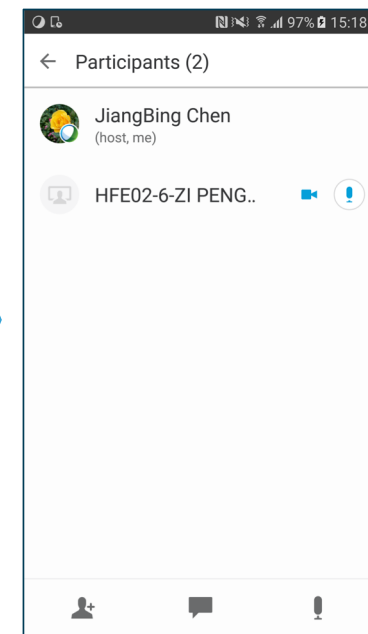 97% 15:18
Participants (2)
JiangBing Chen
(host, me)
HFE02-6-ZI PENG..